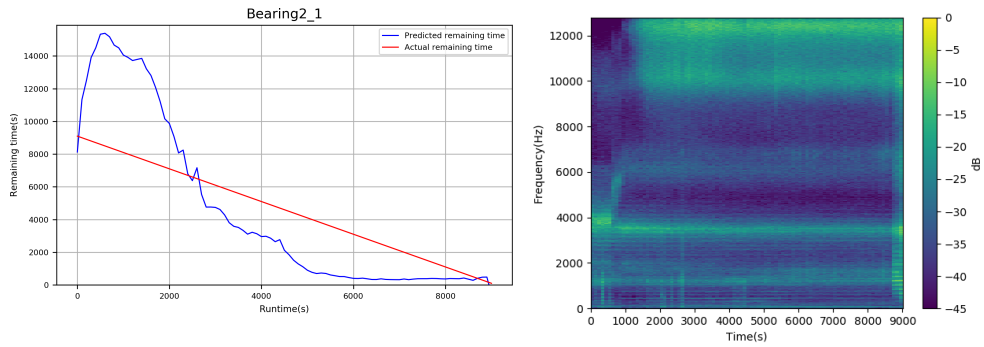 Bearing2_1
Predicted remaining time
Actual remaining time
Remaining time(s)
14000
12000
10000
8000
6000
4000
2000
0
0 2000 4000 6000 8000
Runtime(s)
Frequency(Hz)
12000
10000
8000
6000
4000
2000
0
0 1000 2000 3000 4000 5000 6000 7000 8000 9000
Time(s)
0
−5
−10
−15
−20
−25
−30
−35
−40
−45
dB